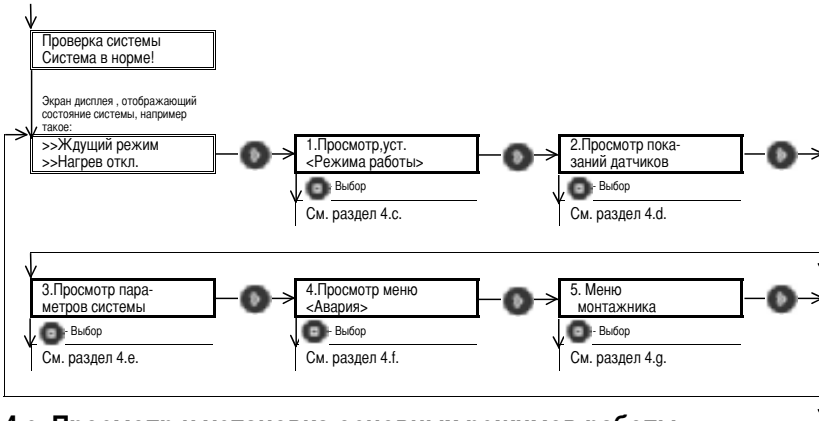 Проверка системы
Система в норме!
Экран дисплея , отображающий
состояние системы, например
такое:
>>Ждущий режим
>>Нагрев откл.
1.Просмотр,уст.
<Режима работы>
- Выбор
См. раздел 4.c.
2.Просмотр пока-
заний датчиков
- Выбор
См. раздел 4.d.
3.Просмотр пара-
метров системы
- Выбор
См. раздел 4.e.
4.Просмотр меню
<Авария>
- Выбор
См. раздел 4.f.
5. Меню
монтажника
- Выбор
См. раздел 4.g.